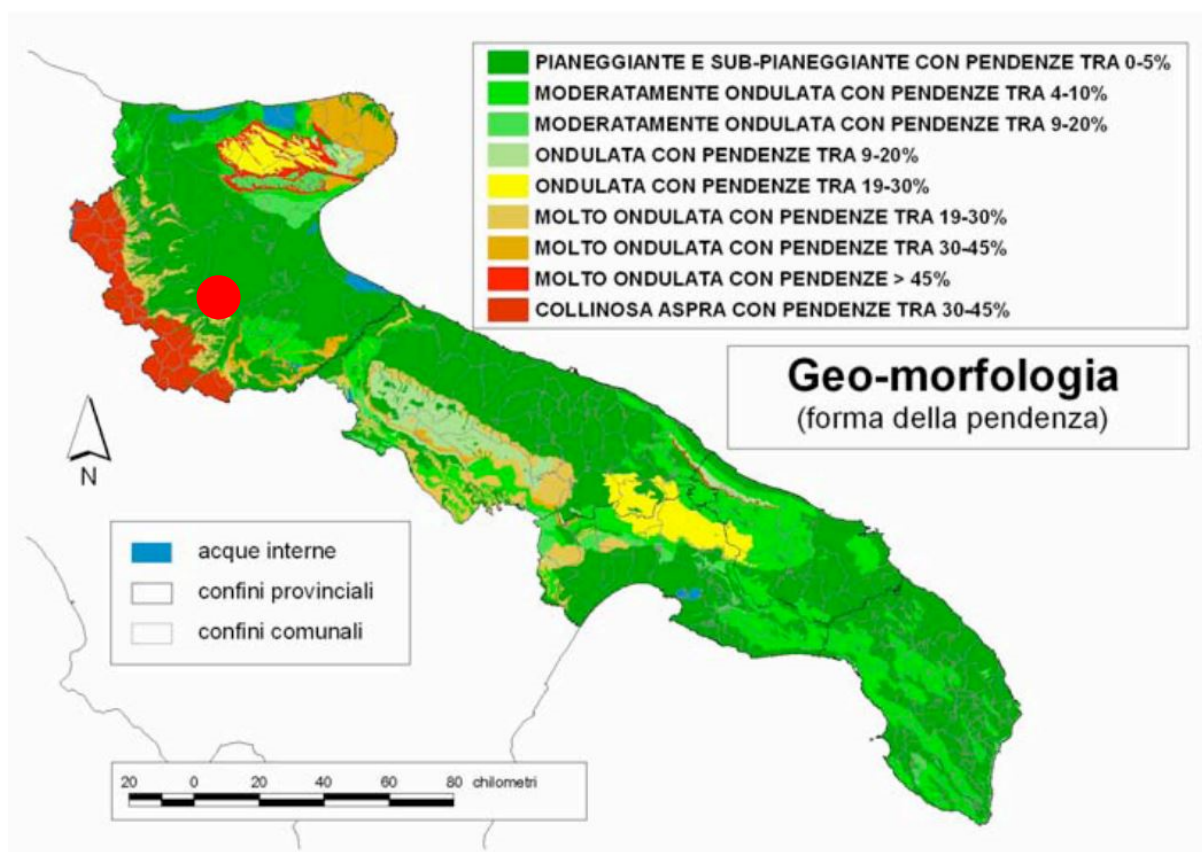 PIANEGGIANTE E SUB-PIANEGGIANTE CON PENDENZE TRA 0-5%
MODERATAMENTE ONDULATA CON PENDENZE TRA 4-10%
MODERATAMENTE ONDULATA CON PENDENZE TRA 9-20%
ONDULATA CON PENDENZE TRA 9-20%
ONDULATA CON PENDENZE TRA 19-30%
MOLTO ONDULATA CON PENDENZE TRA 19-30%
MOLTO ONDULATA CON PENDENZE TRA 30-45%
MOLTO ONDULATA CON PENDENZE > 45%
COLLINOSA ASPRA CON PENDENZE TRA 30-45%
Geo-morfologia
(forma della pendenza)
N
acque interne
confini provinciali
confini comunali
20 0 20 40 60 80 chilometri